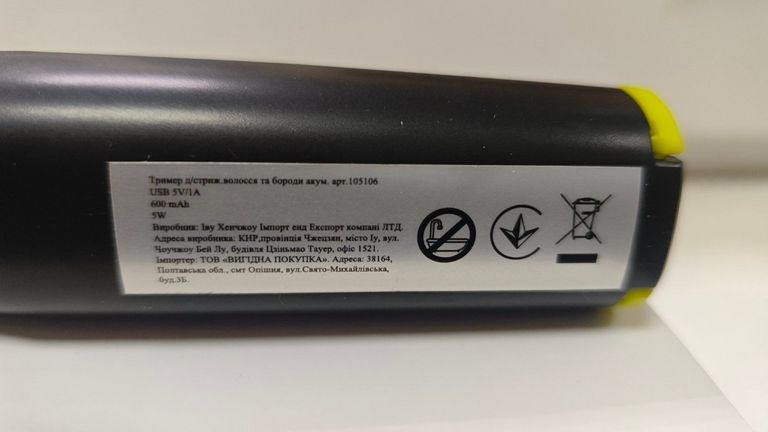 Тример д/стриж.волосся та бороди акум. арт.105106
USB 5V/1A
600 mAh
5W
Виробник: Іву Хенчжоу Імпорт енд Експорт компані ЛТД.
Адреса виробника: КНР,провінція Чжецзян, місто Іу, вул.
Чоучжоу Бей Лу, будівля Цзіньмао Тауер, офіс 1521.
Імпортер: ТОВ «ВИГІДНА ПОКУПКА». Адреса: 38164,
Полтавська обл., смт Опішня, вул.Свято-Михайлівська,
буд.3Б.